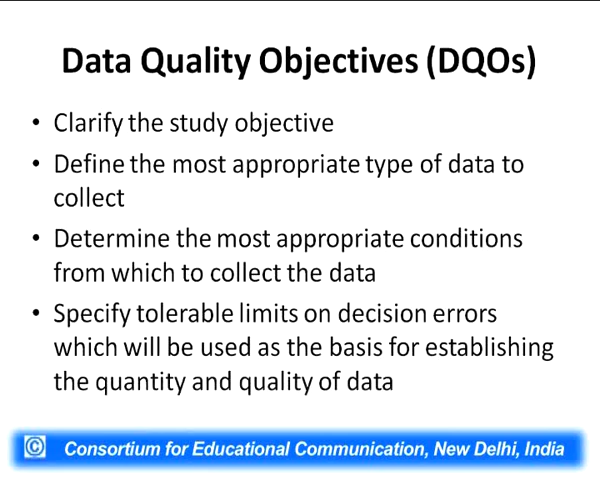 Data Quality Objectives (DQOs)
• Clarify the study objective
• Define the most appropriate type of data to
collect
• Determine the most appropriate conditions
from which to collect the data
• Specify tolerable limits on decision errors
which will be used as the basis for establishing
the quantity and quality of data
© Consortium for Educational Communication, New Delhi, India